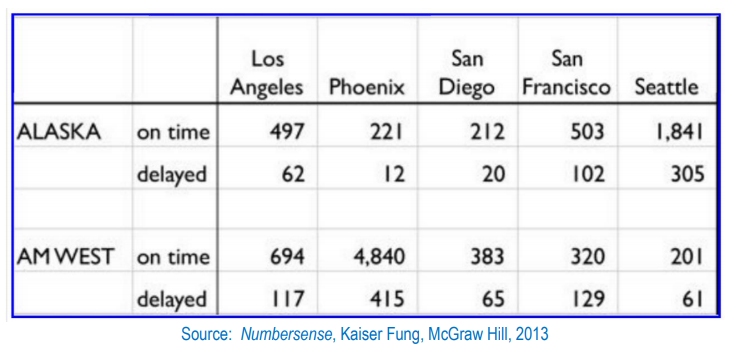 Los Angeles Phoenix San Diego San Francisco Seattle
ALASKA on time 497 221 212 503 1,841
delayed 62 12 20 102 305
AM WEST on time 694 4,840 383 320 201
delayed 117 415 65 129 61
Source: Numbersense, Kaiser Fung, McGraw Hill, 2013